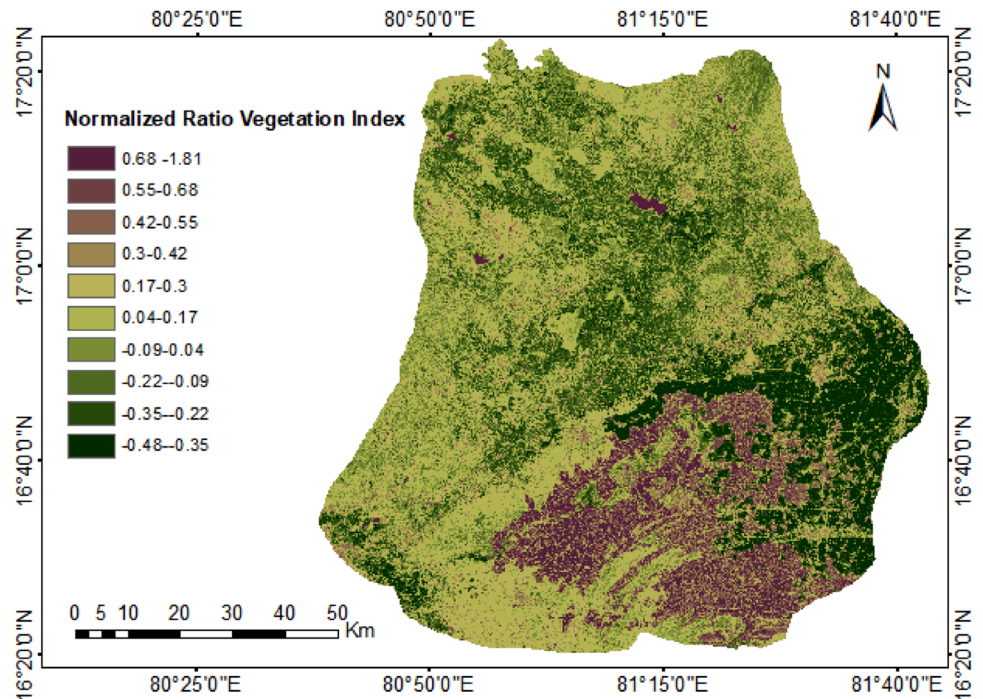 80°25'0"E 80°50'0"E 81°15'0"E 81°40'0"E
17°20'0"N
17°20'0"N
N
Normalized Ratio Vegetation Index
0.68 -1.81
0.55-0.68
0.42-0.55
0.3-0.42
0.17-0.3
0.04-0.17
-0.09-0.04
-0.22--0.09
-0.35--0.22
-0.48--0.35
17°0'0"N
17°0'0"N
16°40'0"N
16°40'0"N
0 5 10 20 30 40 50
Km
16°20'0"N
16°20'0"N
80°25'0"E 80°50'0"E 81°15'0"E 81°40'0"E